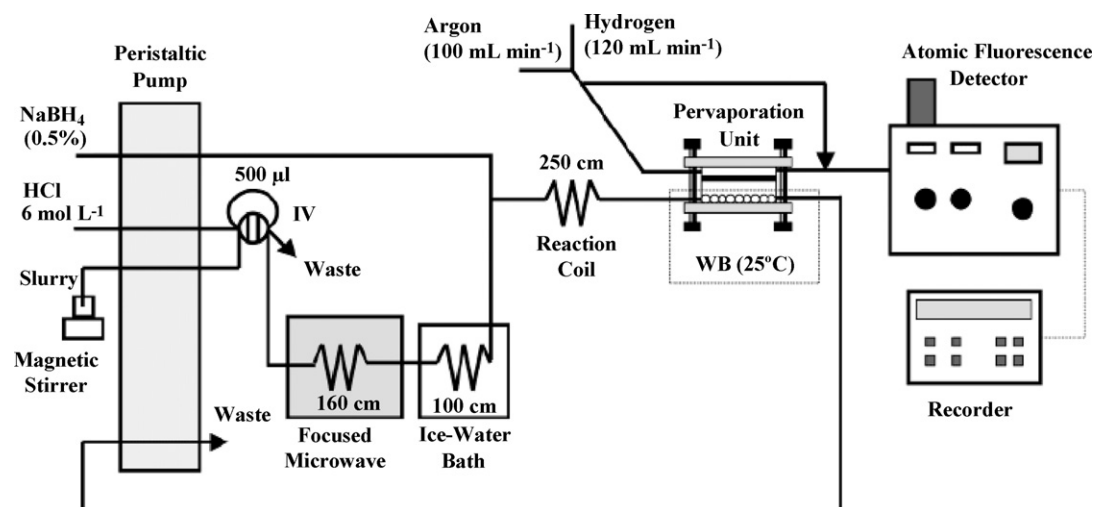 Peristaltic
Pump
NaBH4
(0.5%)
HCl
6 mol L-1
500 µl
IV
Waste
Slurry
Magnetic
Stirrer
Waste
160 cm
Focused
Microwave
100 cm
Ice-Water
Bath
250 cm
Reaction
Coil
Argon
(100 mL min-1)
Hydrogen
(120 mL min-1)
Pervaporation
Unit
WB (25ºC)
Atomic Fluorescence
Detector
Recorder